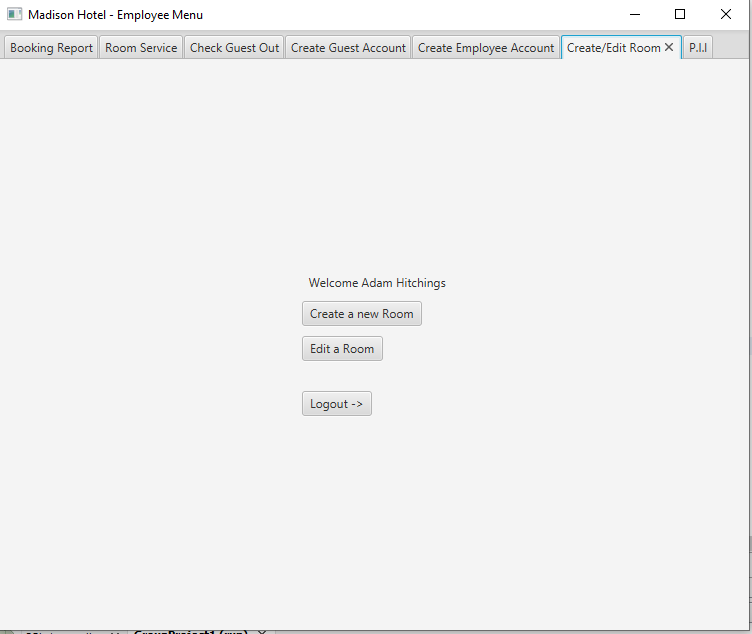 Madison Hotel - Employee Menu
Booking Report Room Service Check Guest Out Create Guest Account Create Employee Account Create/Edit Room P.I.I
Welcome Adam Hitchings
Create a new Room
Edit a Room
Logout ->